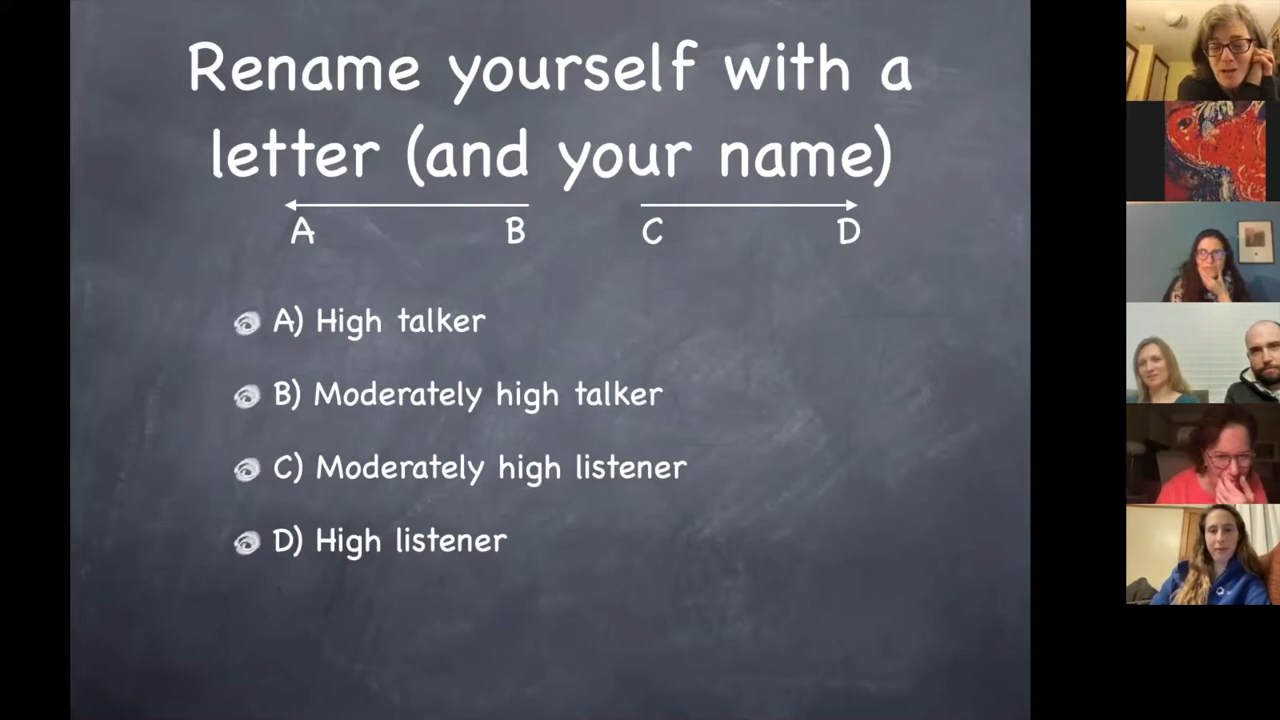 Rename yourself with a
letter (and your name)
A B C D
A) High talker
B) Moderately high talker
C) Moderately high listener
D) High listener